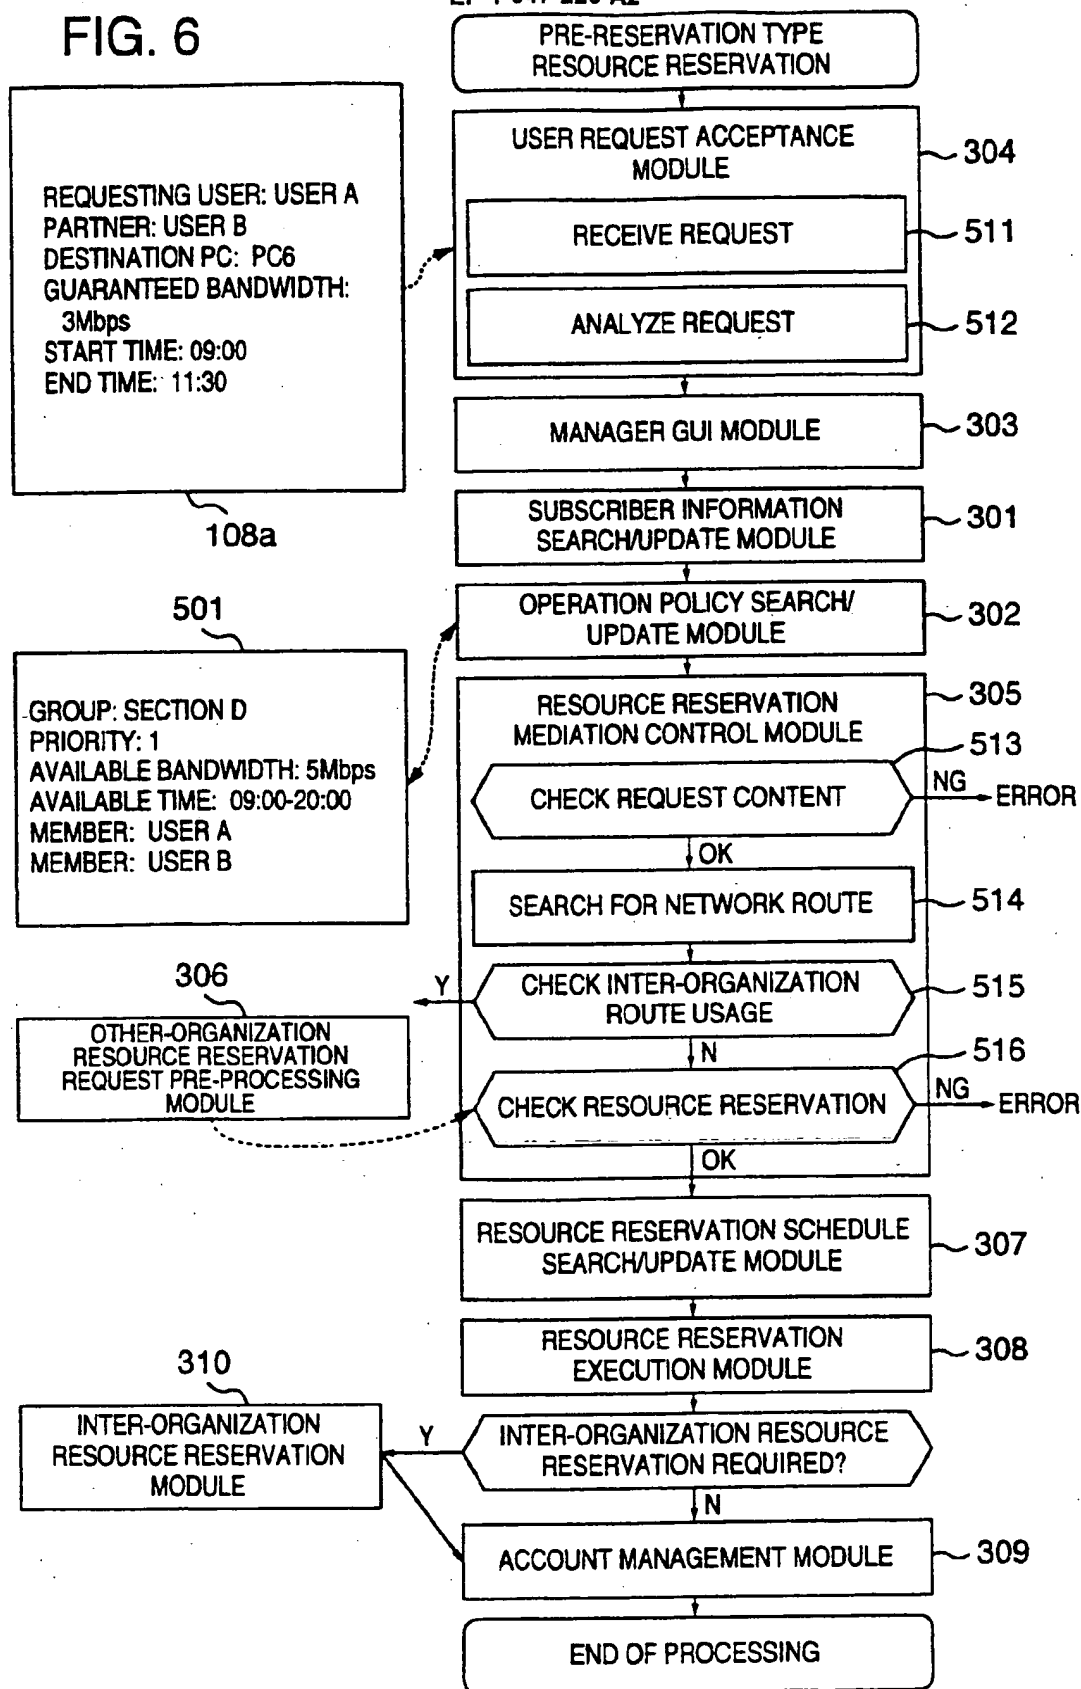 FIG. 6
PRE-RESERVATION TYPE
RESOURCE RESERVATION
USER REQUEST ACCEPTANCE
MODULE
304
RECEIVE REQUEST
511
ANALYZE REQUEST
512
REQUESTING USER: USER A
PARTNER: USER B
DESTINATION PC: PC6
GUARANTEED BANDWIDTH:
3Mbps
START TIME: 09:00
END TIME: 11:30
108a
MANAGER GUI MODULE
303
SUBSCRIBER INFORMATION
SEARCH/UPDATE MODULE
301
OPERATION POLICY SEARCH/
UPDATE MODULE
302
501
GROUP: SECTION D
PRIORITY: 1
AVAILABLE BANDWIDTH: 5Mbps
AVAILABLE TIME: 09:00-20:00
MEMBER: USER A
MEMBER: USER B
RESOURCE RESERVATION
MEDIATION CONTROL MODULE
305
513
CHECK REQUEST CONTENT
NG
ERROR
OK
SEARCH FOR NETWORK ROUTE
514
CHECK INTER-ORGANIZATION
ROUTE USAGE
515
Y
N
306
OTHER-ORGANIZATION
RESOURCE RESERVATION
REQUEST PRE-PROCESSING
MODULE
516
CHECK RESOURCE RESERVATION
NG
ERROR
OK
RESOURCE RESERVATION SCHEDULE
SEARCH/UPDATE MODULE
307
RESOURCE RESERVATION
EXECUTION MODULE
308
310
INTER-ORGANIZATION
RESOURCE RESERVATION
MODULE
Y
INTER-ORGANIZATION RESOURCE
RESERVATION REQUIRED?
N
ACCOUNT MANAGEMENT MODULE
309
END OF PROCESSING